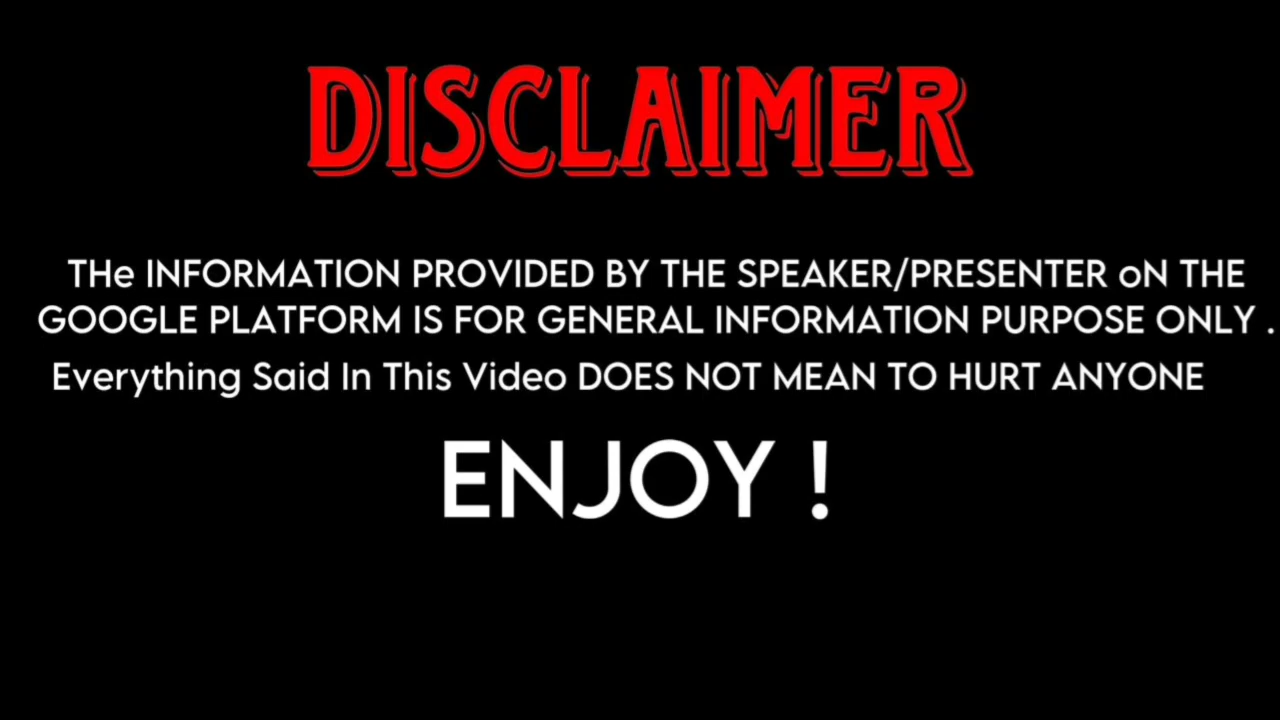 DISCLAIMER
THe INFORMATION PROVIDED BY THE SPEAKER/PRESENTER oN THE
GOOGLE PLATFORM IS FOR GENERAL INFORMATION PURPOSE ONLY .
Everything Said In This Video DOES NOT MEAN TO HURT ANYONE
ENJOY !